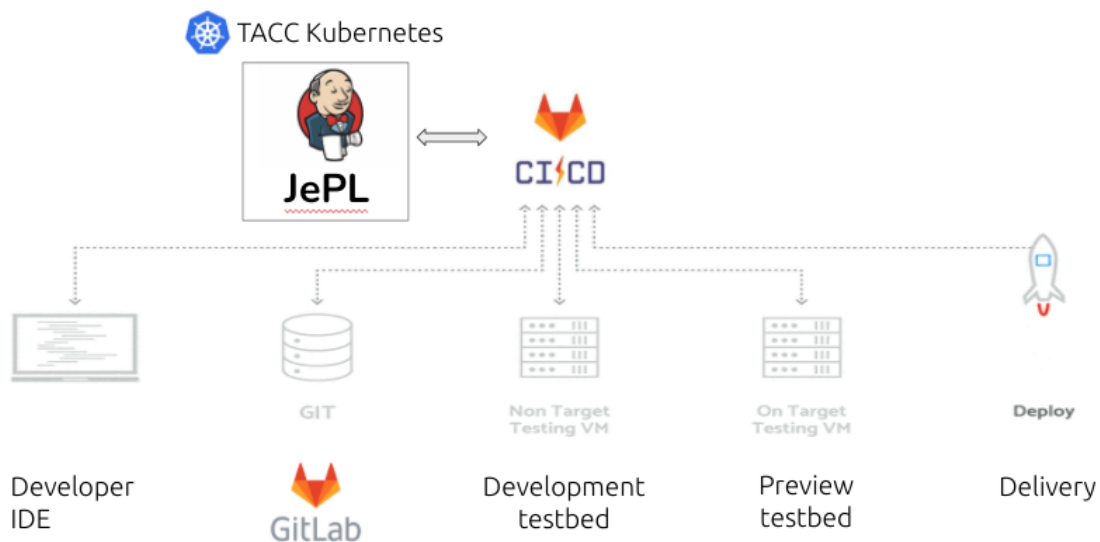 TACC Kubernetes
JePL
CI/CD
GIT
Non Target
Testing VM
On Target
Testing VM
Deploy
Developer
IDE
GitLab
Development
testbed
Preview
testbed
Delivery